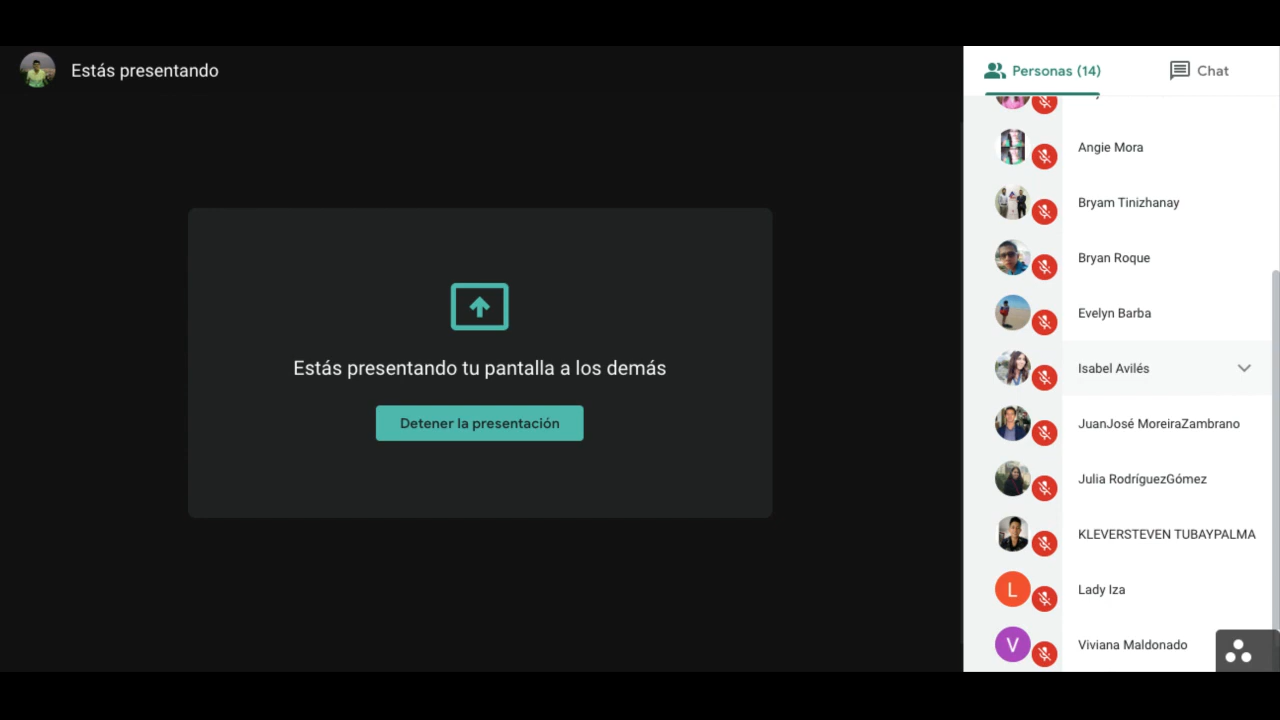 Estás presentando
Personas (14)
Chat
Angie Mora
Bryam Tinizhanay
Bryan Roque
Evelyn Barba
Estás presentando tu pantalla a los demás
Isabel Avilés
Detener la presentación
JuanJosé MoreiraZambrano
Julia RodríguezGómez
KLEVERSTEVEN TUBAYPALMA
L
Lady Iza
V
Viviana Maldonado